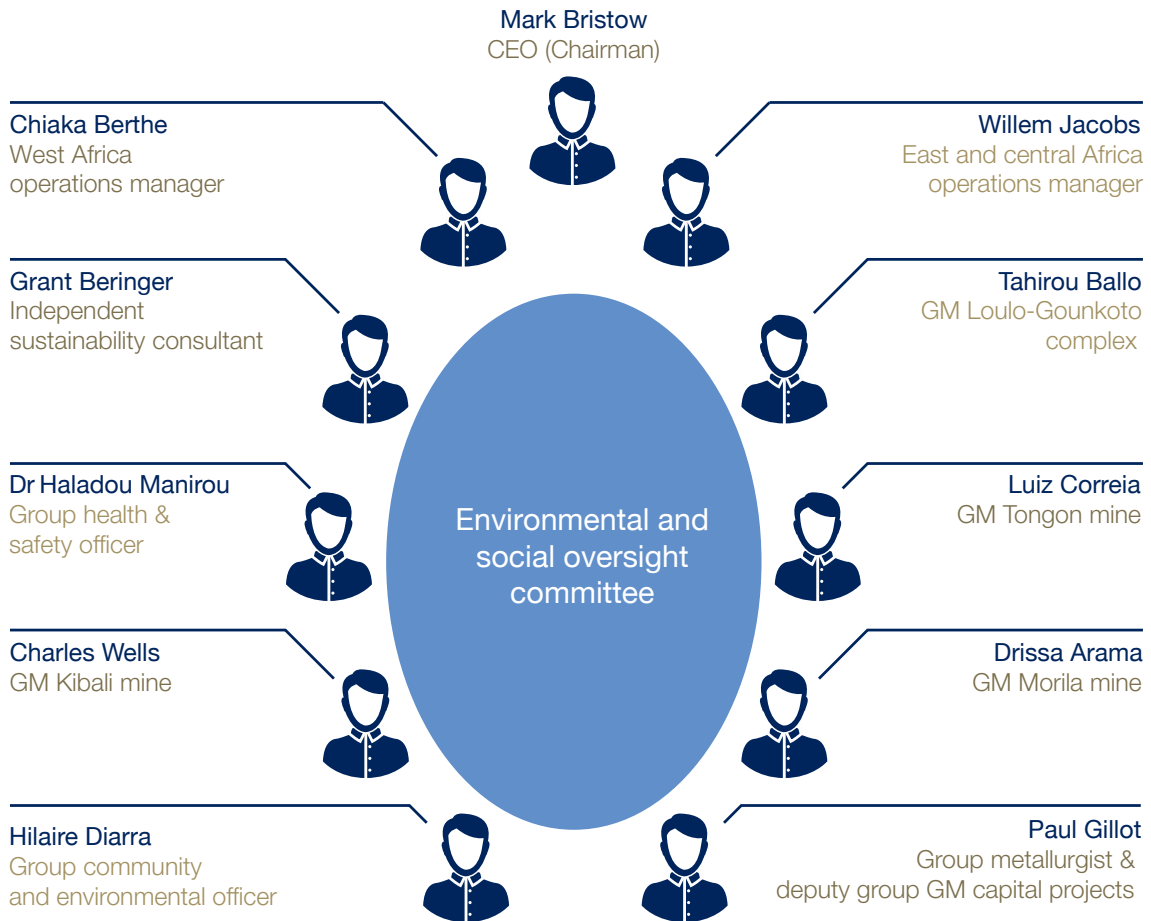 Mark Bristow
CEO (Chairman)
Chiaka Berthe
West Africa
operations manager
Willem Jacobs
East and central Africa
operations manager
Grant Beringer
Independent
sustainability consultant
Tahirou Ballo
GM Loulo-Gounkoto
complex
Dr Haladou Manirou
Group health &
safety officer
Luiz Correia
GM Tongon mine
Environmental and
social oversight
committee
Charles Wells
GM Kibali mine
Drissa Arama
GM Morila mine
Hilaire Diarra
Group community
and environmental officer
Paul Gillot
Group metallurgist &
deputy group GM capital projects